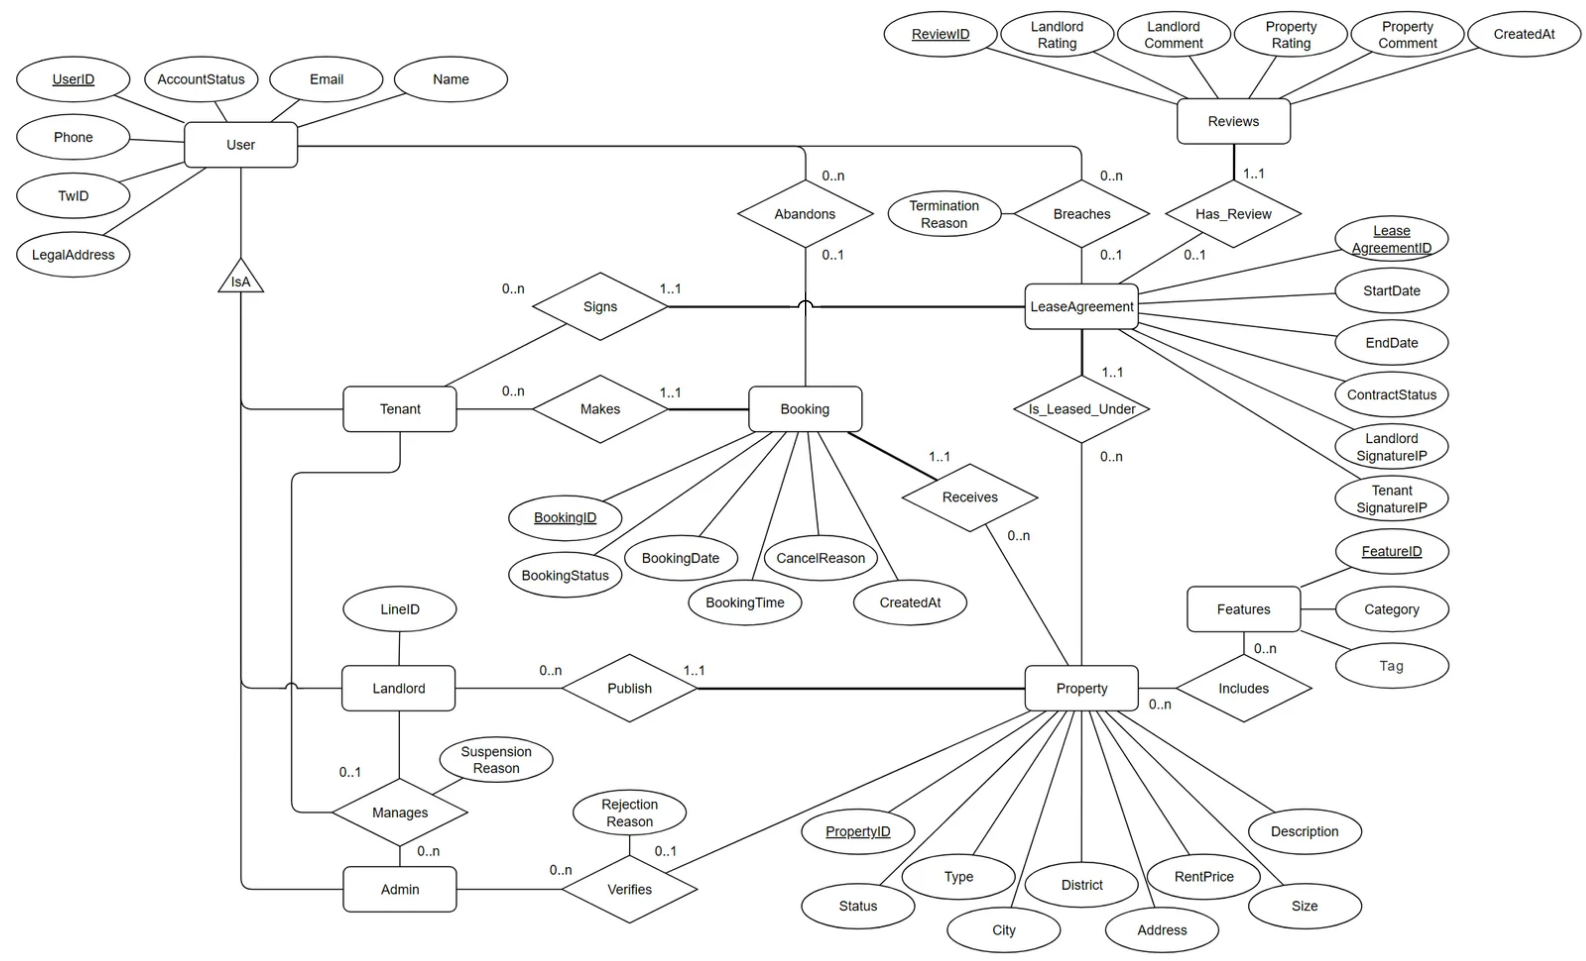 ReviewID
Landlord
Rating
Landlord
Comment
Property
Rating
Property
Comment
CreatedAt
UserID
AccountStatus
Email
Name
Reviews
Phone
User
TwID
LegalAddress
0..n
0..n
1..1
Abandons
Termination
Reason
Breaches
Has_Review
0..1
0..1
0..1
Lease
AgreementID
IsA
0..n
Signs
1..1
LeaseAgreement
StartDate
EndDate
1..1
ContractStatus
0..n
1..1
Tenant
Makes
Booking
Is_Leased_Under
1..1
0..n
Landlord
SignatureIP
Receives
Tenant
SignatureIP
BookingID
0..n
FeatureID
BookingStatus
BookingDate
CancelReason
BookingTime
CreatedAt
LineID
Features
Category
0..n
Tag
0..n
1..1
Landlord
Publish
Property
0..n
Includes
Suspension
Reason
0..1
Manages
Rejection
Reason
PropertyID
Description
0..n
0..1
0..n
Admin
Verifies
Type
District
RentPrice
Status
Size
City
Address